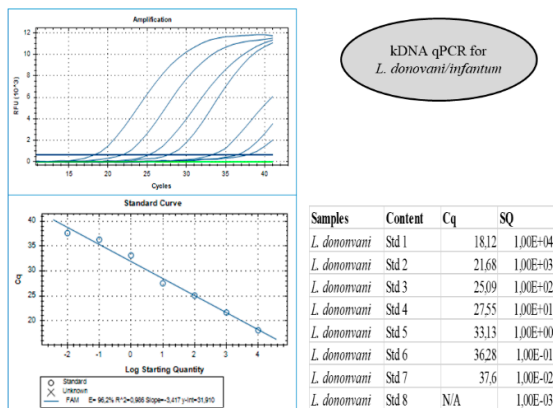 Amplification
RFU (10^3)
12
10
8
6
4
2
0
15
20
25
30
35
40
Cycles
kDNA qPCR for
L. donovani/infantum
Standard Curve
Cq
40
35
30
25
20
-2
-1
0
1
2
3
4
Log Starting Quantity
Standard
Unknown
FAM E= 96,2% R^2=0,986 Slope=-3,417 y-int=31,910
Samples Content Cq SQ
L. dononvani Std 1 18,12 1,00E+04
L. dononvani Std 2 21,68 1,00E+03
L. dononvani Std 3 25,09 1,00E+02
L. dononvani Std 4 27,55 1,00E+01
L. dononvani Std 5 33,13 1,00E+00
L. dononvani Std 6 36,28 1,00E-01
L. dononvani Std 7 37,6 1,00E-02
L. dononvani Std 8 N/A 1,00E-03